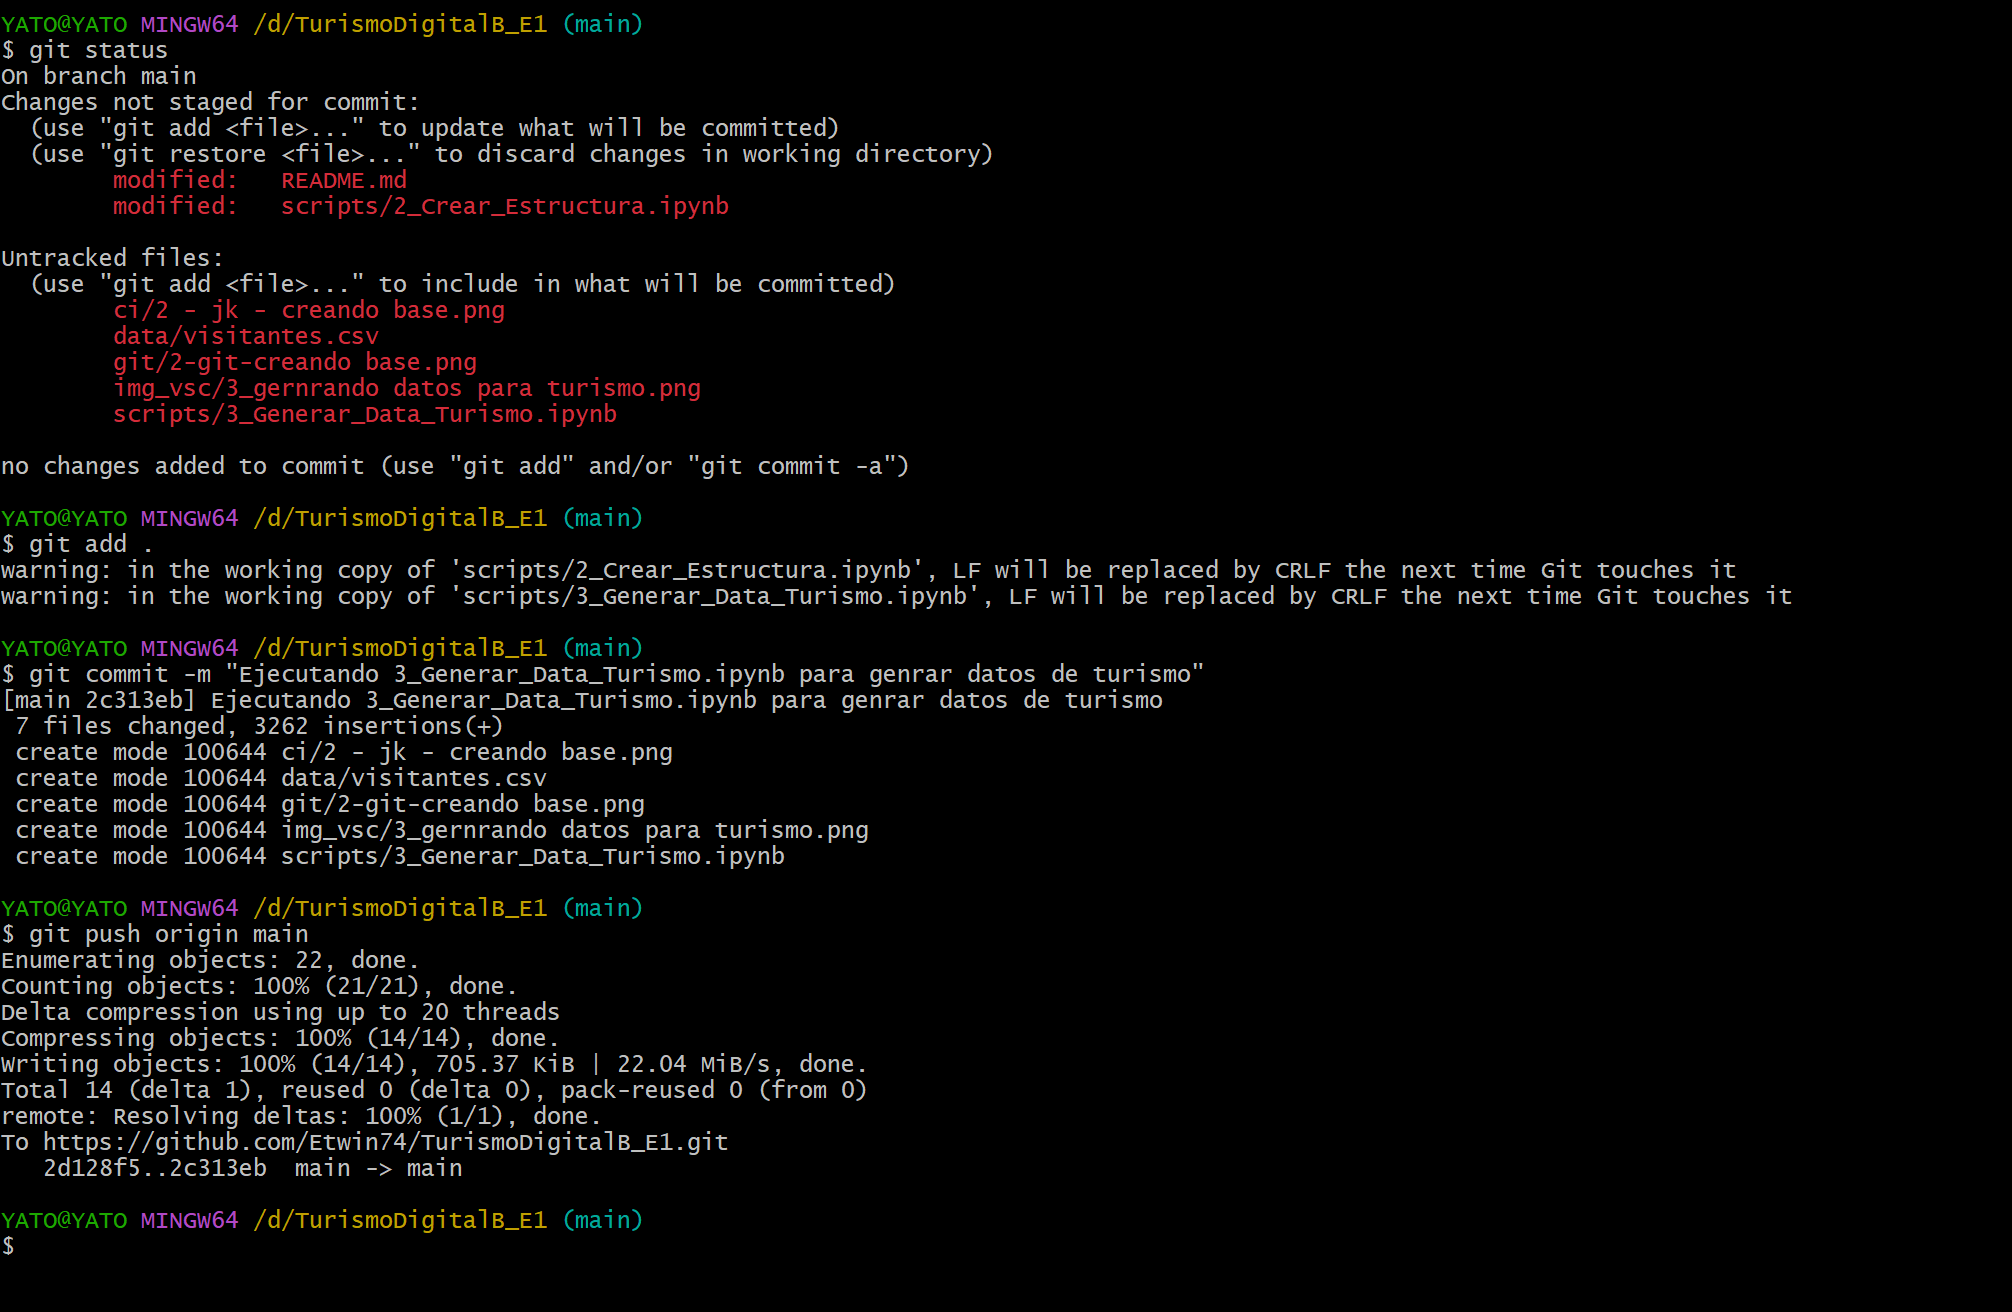 YATO@YATO MINGW64 /d/TurismoDigitalB_E1 (main)
$ git status
On branch main
Changes not staged for commit:
  (use "git add <file>..." to update what will be committed)
  (use "git restore <file>..." to discard changes in working directory)
        modified:   README.md
        modified:   scripts/2_Crear_Estructura.ipynb

Untracked files:
  (use "git add <file>..." to include in what will be committed)
        ci/2 - jk - creando base.png
        data/visitantes.csv
        git/2-git-creando base.png
        img_vsc/3_gernrando datos para turismo.png
        scripts/3_Generar_Data_Turismo.ipynb

no changes added to commit (use "git add" and/or "git commit -a")

YATO@YATO MINGW64 /d/TurismoDigitalB_E1 (main)
$ git add .
warning: in the working copy of 'scripts/2_Crear_Estructura.ipynb', LF will be replaced by CRLF the next time Git touches it
warning: in the working copy of 'scripts/3_Generar_Data_Turismo.ipynb', LF will be replaced by CRLF the next time Git touches it

YATO@YATO MINGW64 /d/TurismoDigitalB_E1 (main)
$ git commit -m "Ejecutando 3_Generar_Data_Turismo.ipynb para genrar datos de turismo"
[main 2c313eb] Ejecutando 3_Generar_Data_Turismo.ipynb para genrar datos de turismo
 7 files changed, 3262 insertions(+)
 create mode 100644 ci/2 - jk - creando base.png
 create mode 100644 data/visitantes.csv
 create mode 100644 git/2-git-creando base.png
 create mode 100644 img_vsc/3_gernrando datos para turismo.png
 create mode 100644 scripts/3_Generar_Data_Turismo.ipynb

YATO@YATO MINGW64 /d/TurismoDigitalB_E1 (main)
$ git push origin main
Enumerating objects: 22, done.
Counting objects: 100% (21/21), done.
Delta compression using up to 20 threads
Compressing objects: 100% (14/14), done.
Writing objects: 100% (14/14), 705.37 KiB | 22.04 MiB/s, done.
Total 14 (delta 1), reused 0 (delta 0), pack-reused 0 (from 0)
remote: Resolving deltas: 100% (1/1), done.
To https://github.com/Etwin74/TurismoDigitalB_E1.git
   2d128f5..2c313eb  main -> main

YATO@YATO MINGW64 /d/TurismoDigitalB_E1 (main)
$